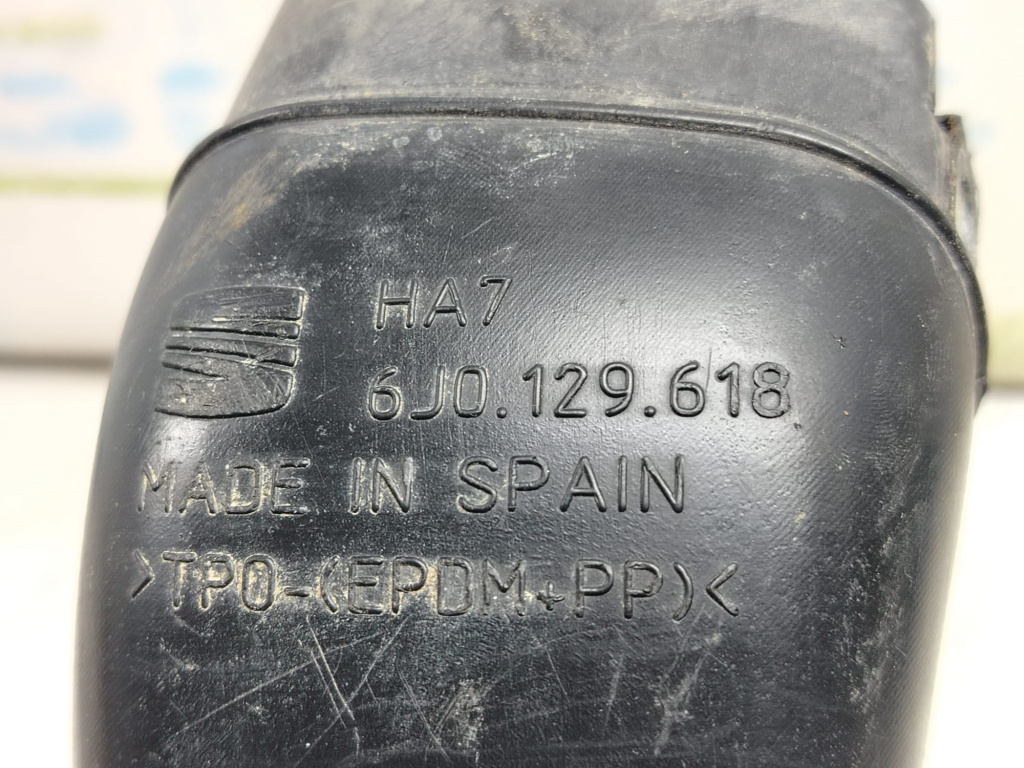 HA7
6J0.129.618
MADE IN SPAIN
>TPO-(EPDM+PP)<